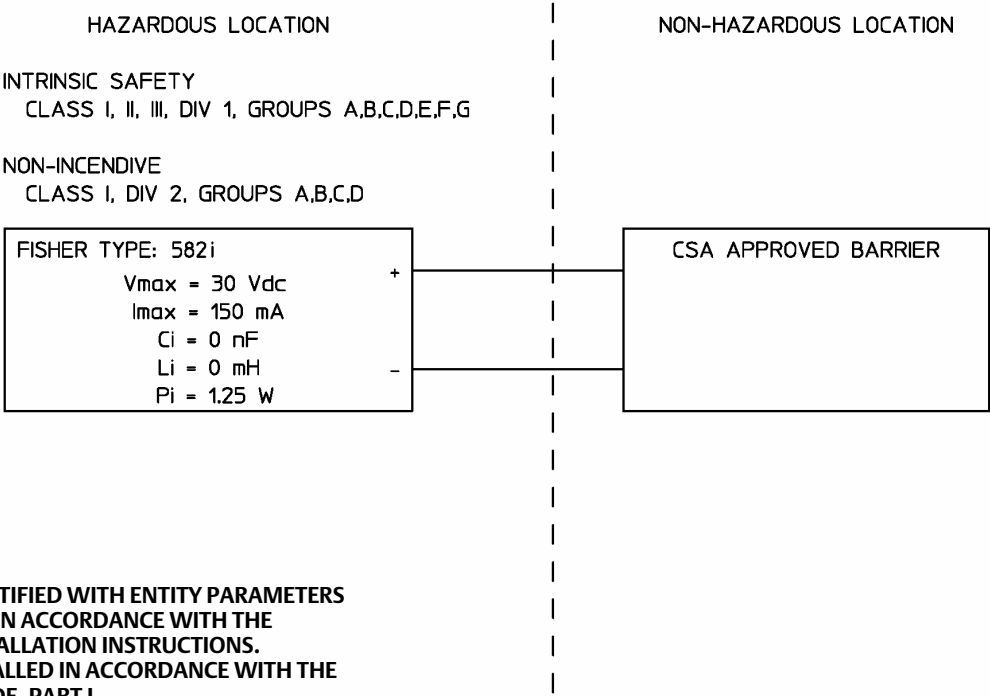 HAZARDOUS LOCATION
NON-HAZARDOUS LOCATION
INTRINSIC SAFETY
CLASS I, II, III, DIV 1, GROUPS A,B,C,D,E,F,G
NON-INCENDIVE
CLASS I, DIV 2, GROUPS A,B,C,D
FISHER TYPE: 582i
Vmax = 30 Vdc
Imax = 150 mA
Ci = 0 nF
Li = 0 mH
Pi = 1.25 W
+
-
CSA APPROVED BARRIER
TIFIED WITH ENTITY PARAMETERS
N ACCORDANCE WITH THE
ALLATION INSTRUCTIONS.
ALLED IN ACCORDANCE WITH THE
DE, PART I